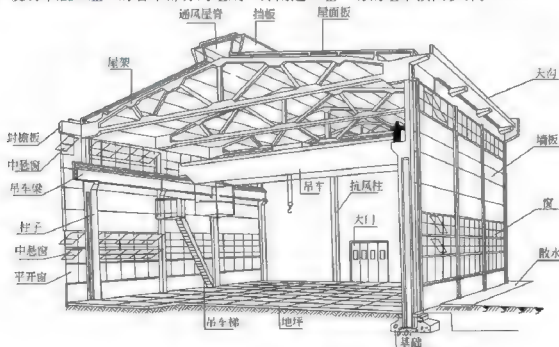 通风屋脊
挡板
屋面板
屋架
天沟
封檐板
中悬窗
吊车梁
柱子
中悬窗
平开窗
吊车
抗风柱
大门
墙板
窗
散水
吊车梯
地坪
基础